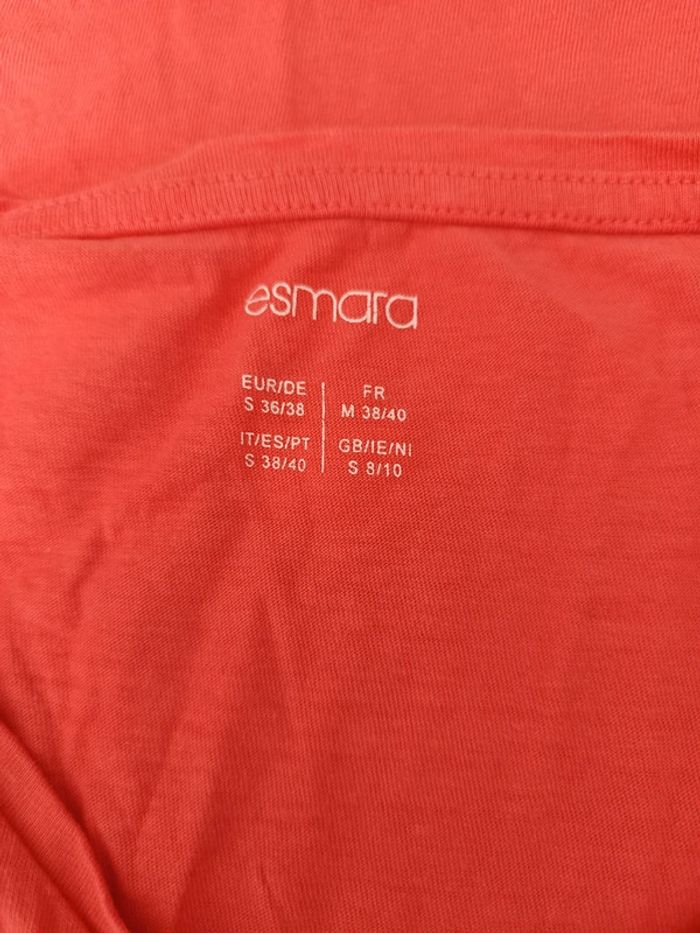 esmara
EUR/DE
S 36/38
FR
M 38/40
IT/ES/PT
S 38/40
GB/IE/NI
S 8/10